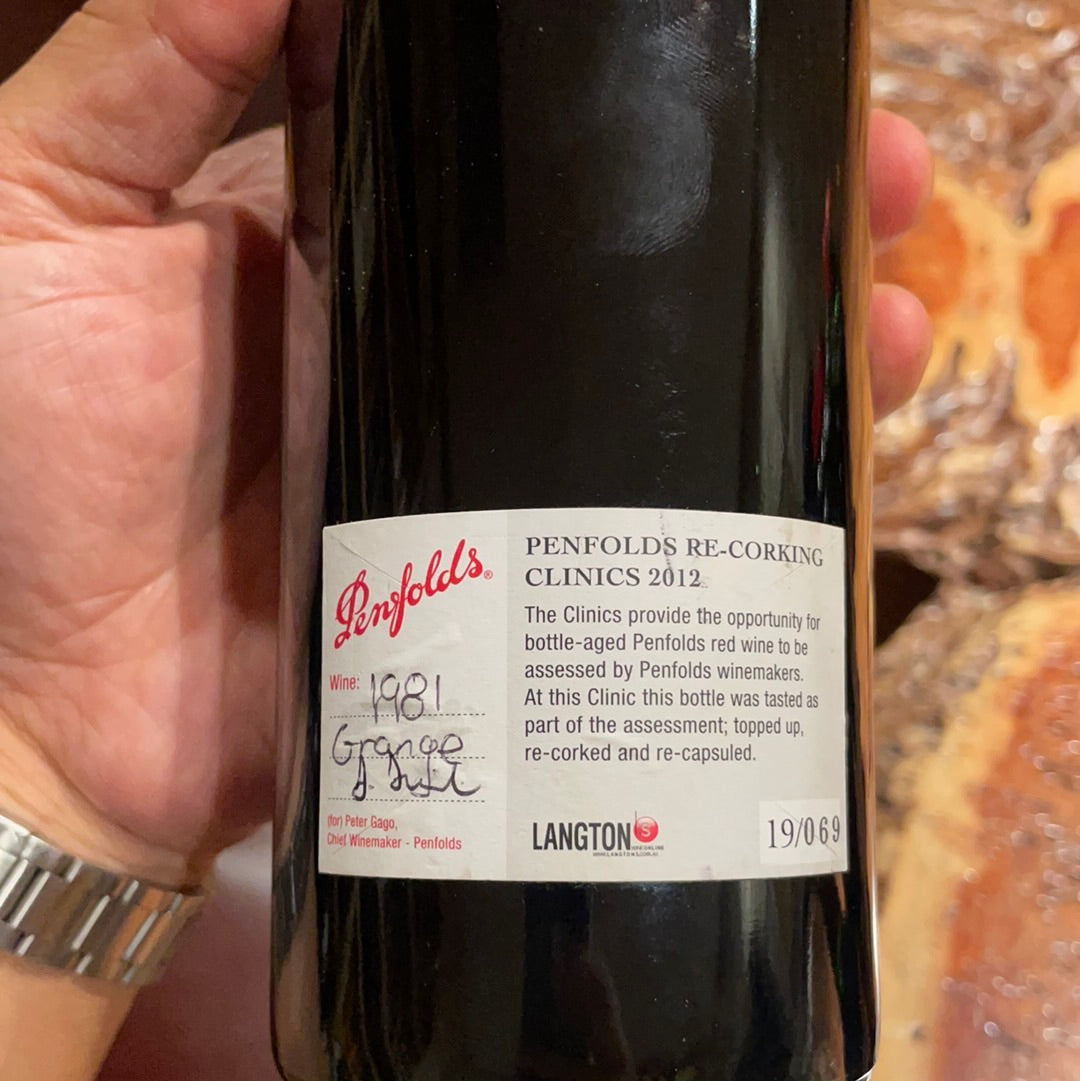 Penfolds®
Wine: 1981
Grange
(for) Peter Gago,
Chief Winemaker - Penfolds
PENFOLDS RE-CORKING
CLINICS 2012
The Clinics provide the opportunity for
bottle-aged Penfolds red wine to be
assessed by Penfolds winemakers.
At this Clinic this bottle was tasted as
part of the assessment; topped up,
re-corked and re-capsuled.
LANGTONS
19/069